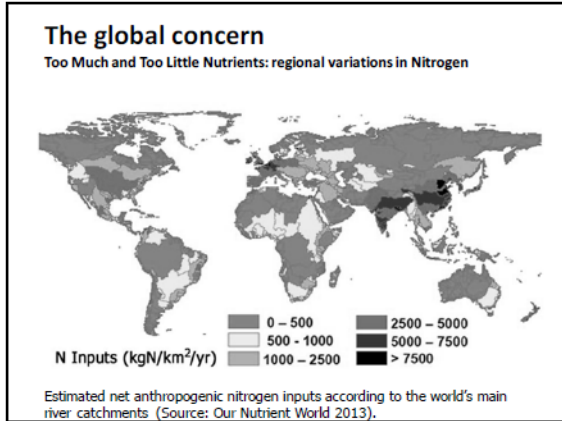 The global concern
Too Much and Too Little Nutrients: regional variations in Nitrogen
0 – 500
2500 – 5000
500 - 1000
5000 – 7500
N Inputs (kgN/km²/yr)
1000 – 2500
> 7500
Estimated net anthropogenic nitrogen inputs according to the world's main
river catchments (Source: Our Nutrient World 2013).